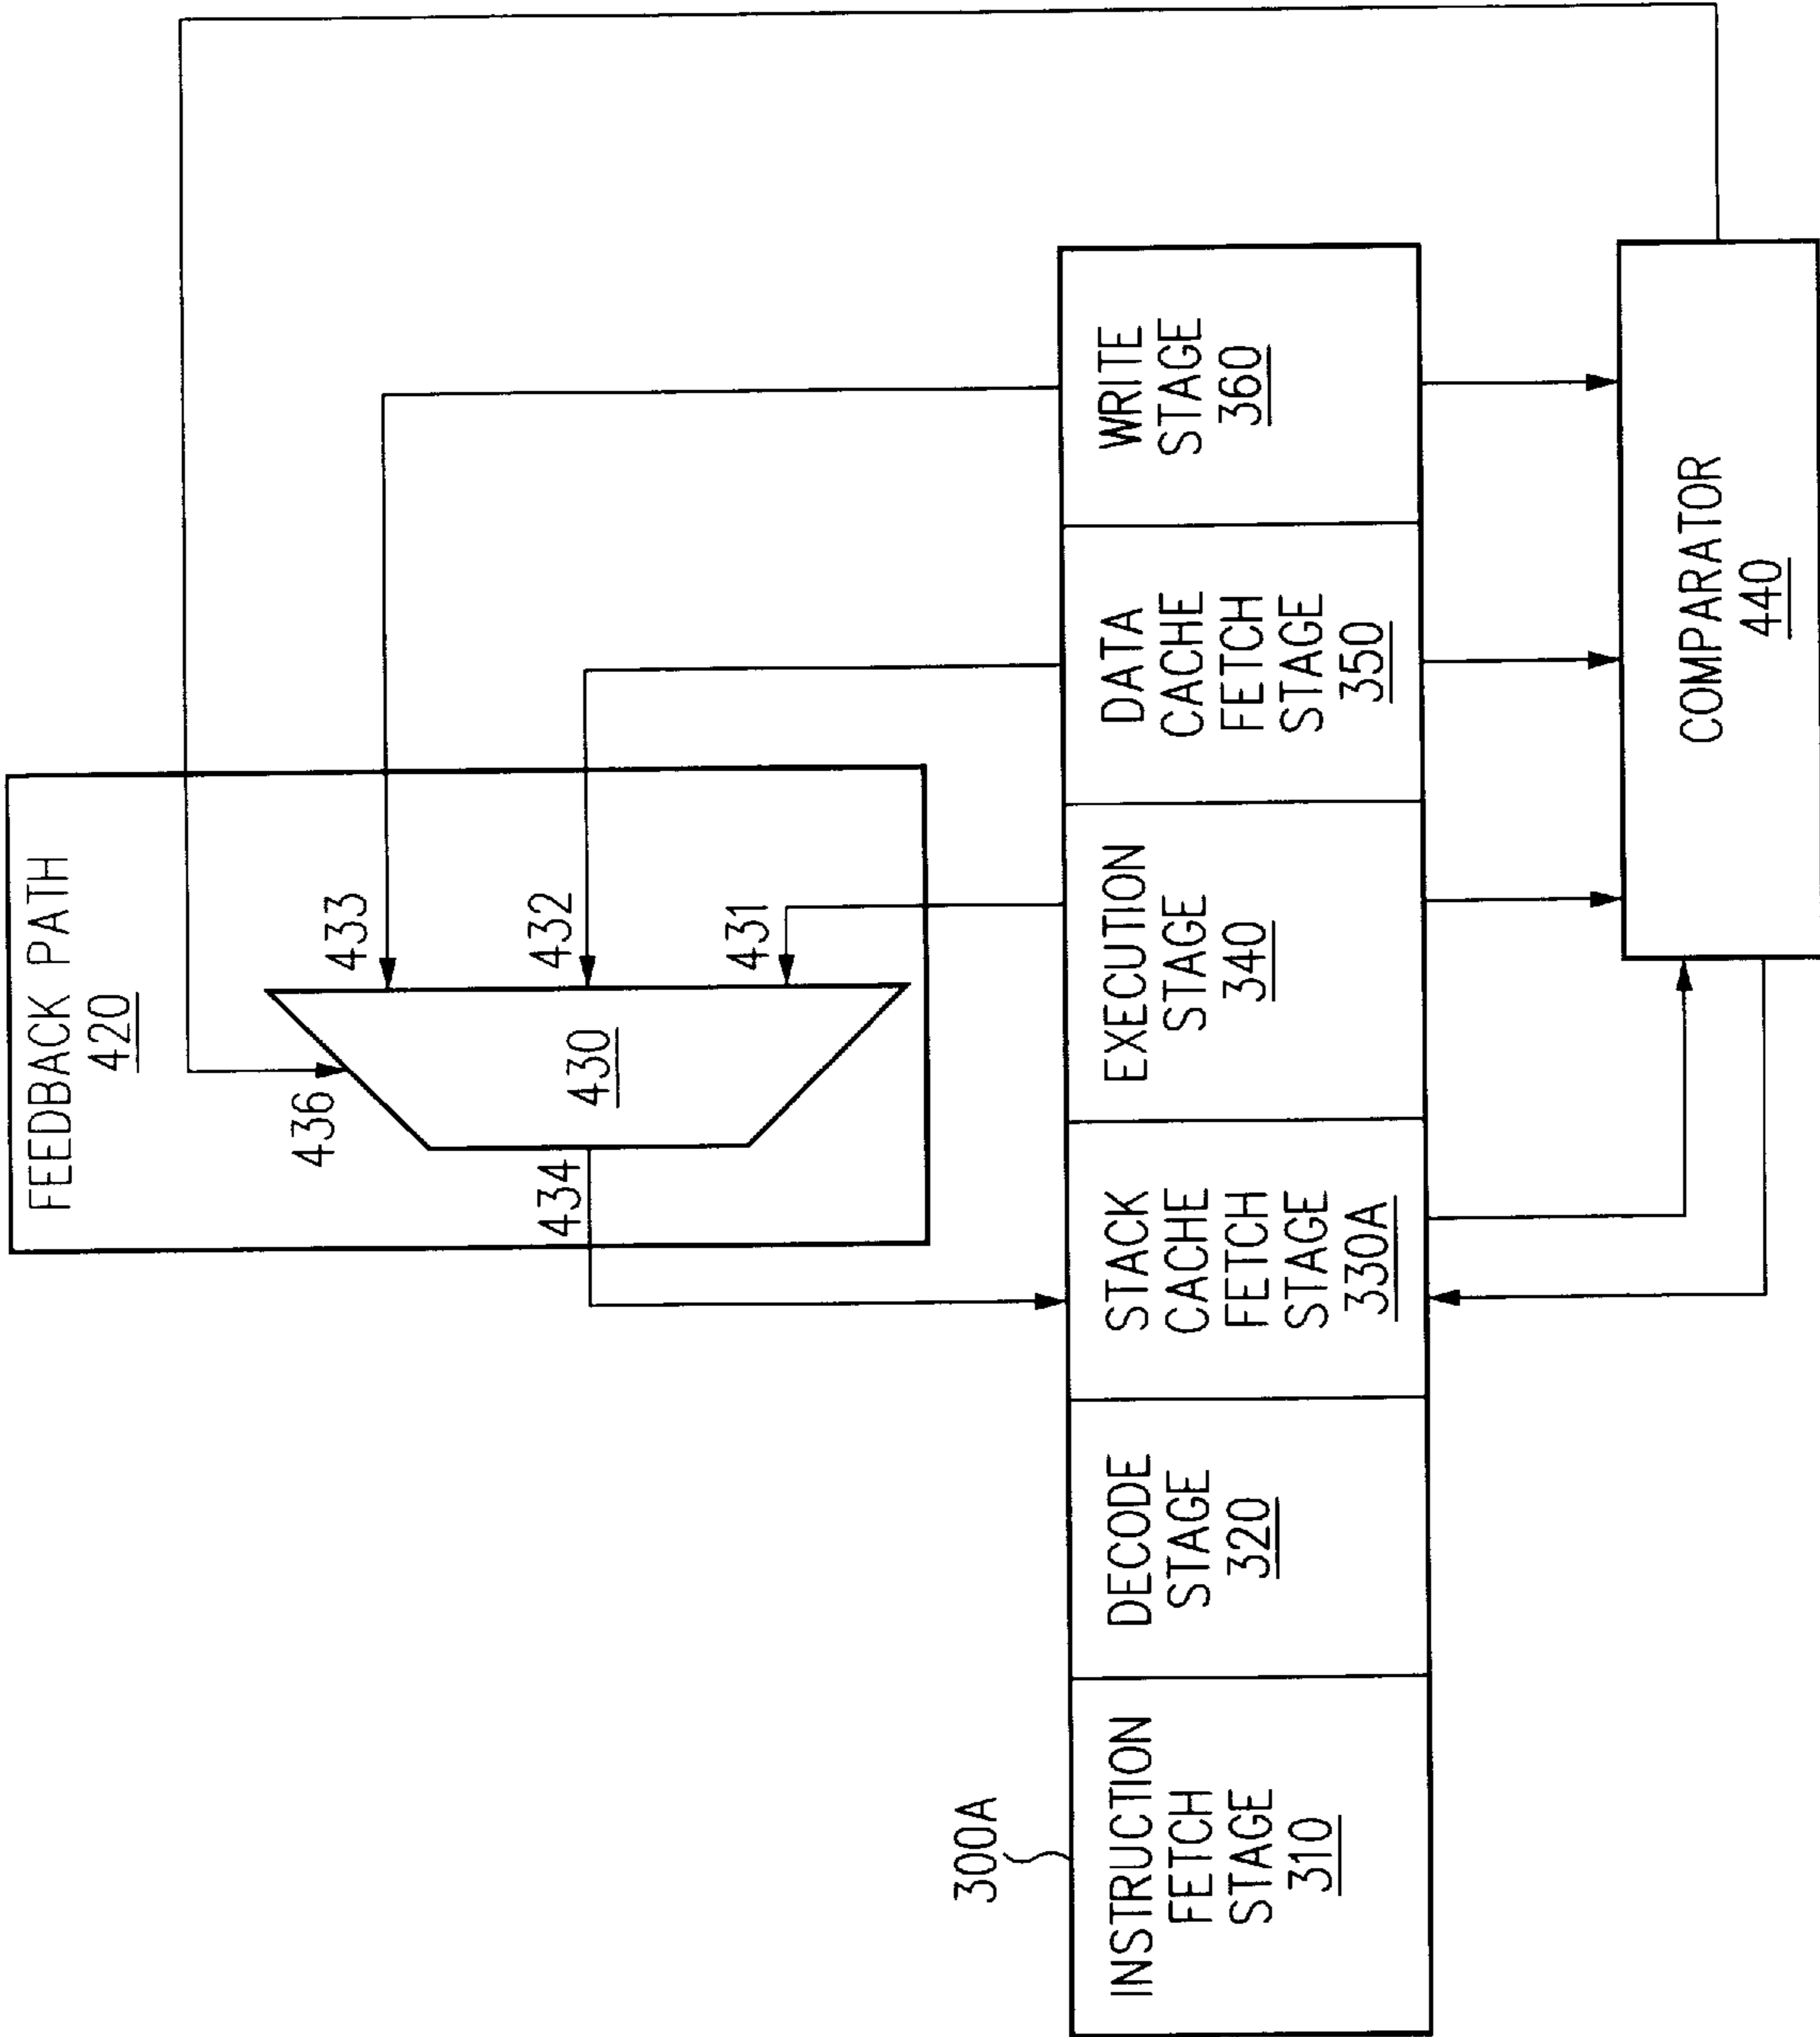 FEEDBACK PATH
420
436
433
432
431
430
434
300A
INSTRUCTION
FETCH
STAGE
310
DECODE
STAGE
320
STACK
CACHE
FETCH
STAGE
330A
EXECUTION
STAGE
340
DATA
CACHE
FETCH
STAGE
350
WRITE
STAGE
360
COMPARATOR
440